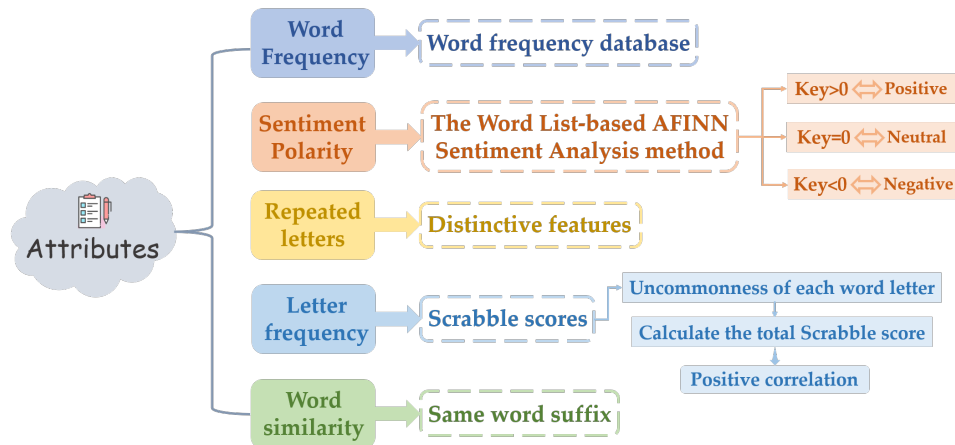 Attributes
Word
Frequency
Word frequency database
Sentiment
Polarity
The Word List-based AFINN
Sentiment Analysis method
Key>0 Positive
Key=0 Neutral
Key<0 Negative
Repeated
letters
Distinctive features
Letter
frequency
Scrabble scores
Uncommonness of each word letter
Calculate the total Scrabble score
Positive correlation
Word
similarity
Same word suffix